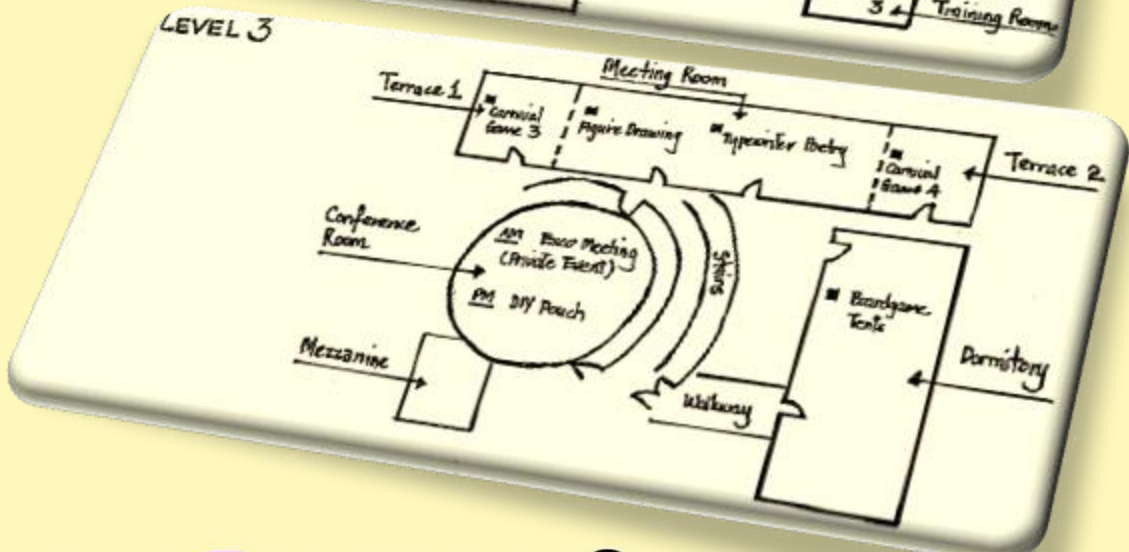 3
Training Room
LEVEL 3
Meeting Room
Terrace 1
Carnival
Game 3
Figure Drawing
Typewriter Poetry
Carnival
Game 4
Terrace 2
Conference
Room
AM Exco Meeting
(Private Event)
PM DIY Pouch
Stairs
Boardgame
Tents
Mezzanine
Dormitory
Walkway